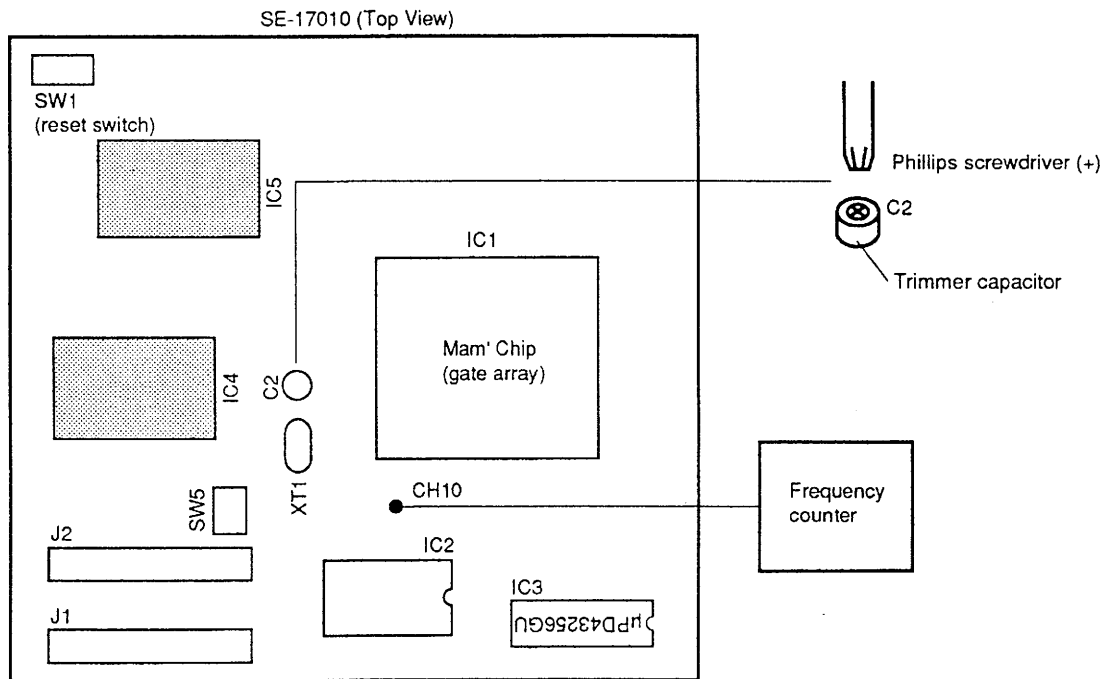 SE-17010 (Top View)
SW1
(reset switch)
IC5
Phillips screwdriver (+)
C2
Trimmer capacitor
IC1
Mam' Chip
(gate array)
IC4
C2
XT1
SW5
CH10
Frequency
counter
J2
IC2
IC3
µPD43256GU
J1